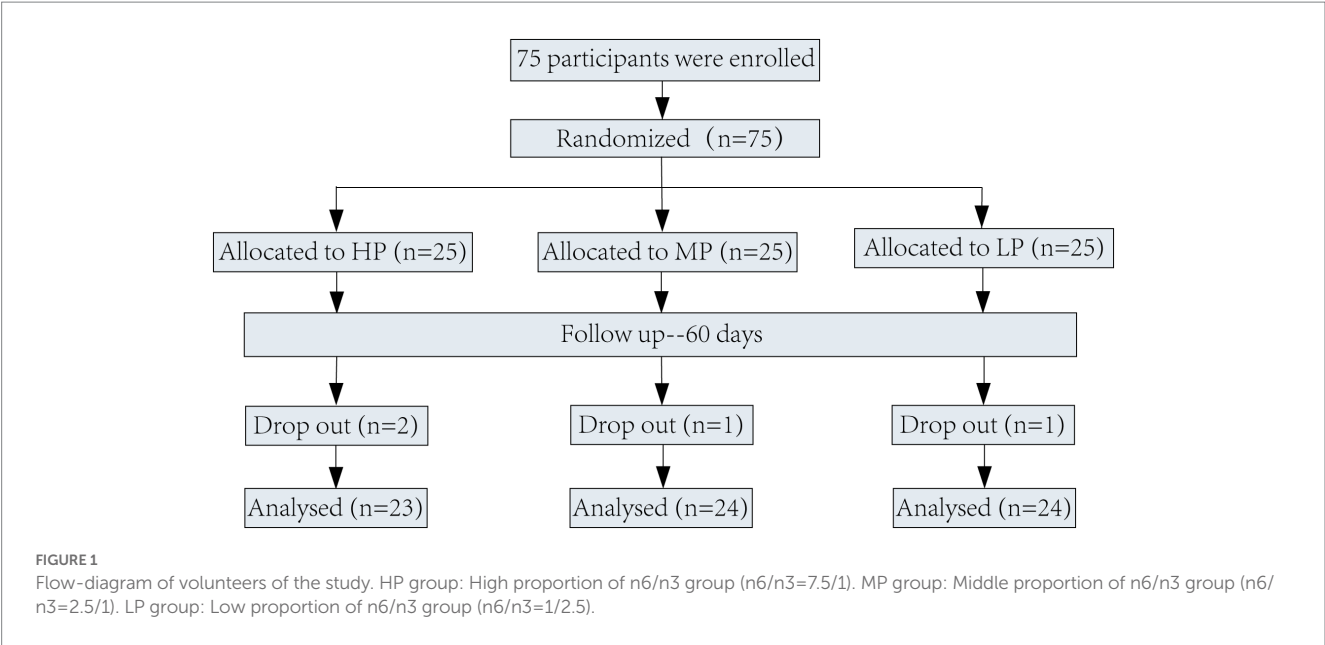 75 participants were enrolled
Randomized （n=75）
Allocated to HP (n=25)
Allocated to MP (n=25)
Allocated to LP (n=25)
Follow up--60 days
Drop out (n=2)
Drop out (n=1)
Drop out (n=1)
Analysed (n=23)
Analysed (n=24)
Analysed (n=24)
FIGURE 1
Flow-diagram of volunteers of the study. HP group: High proportion of n6/n3 group (n6/n3=7.5/1). MP group: Middle proportion of n6/n3 group (n6/
n3=2.5/1). LP group: Low proportion of n6/n3 group (n6/n3=1/2.5).